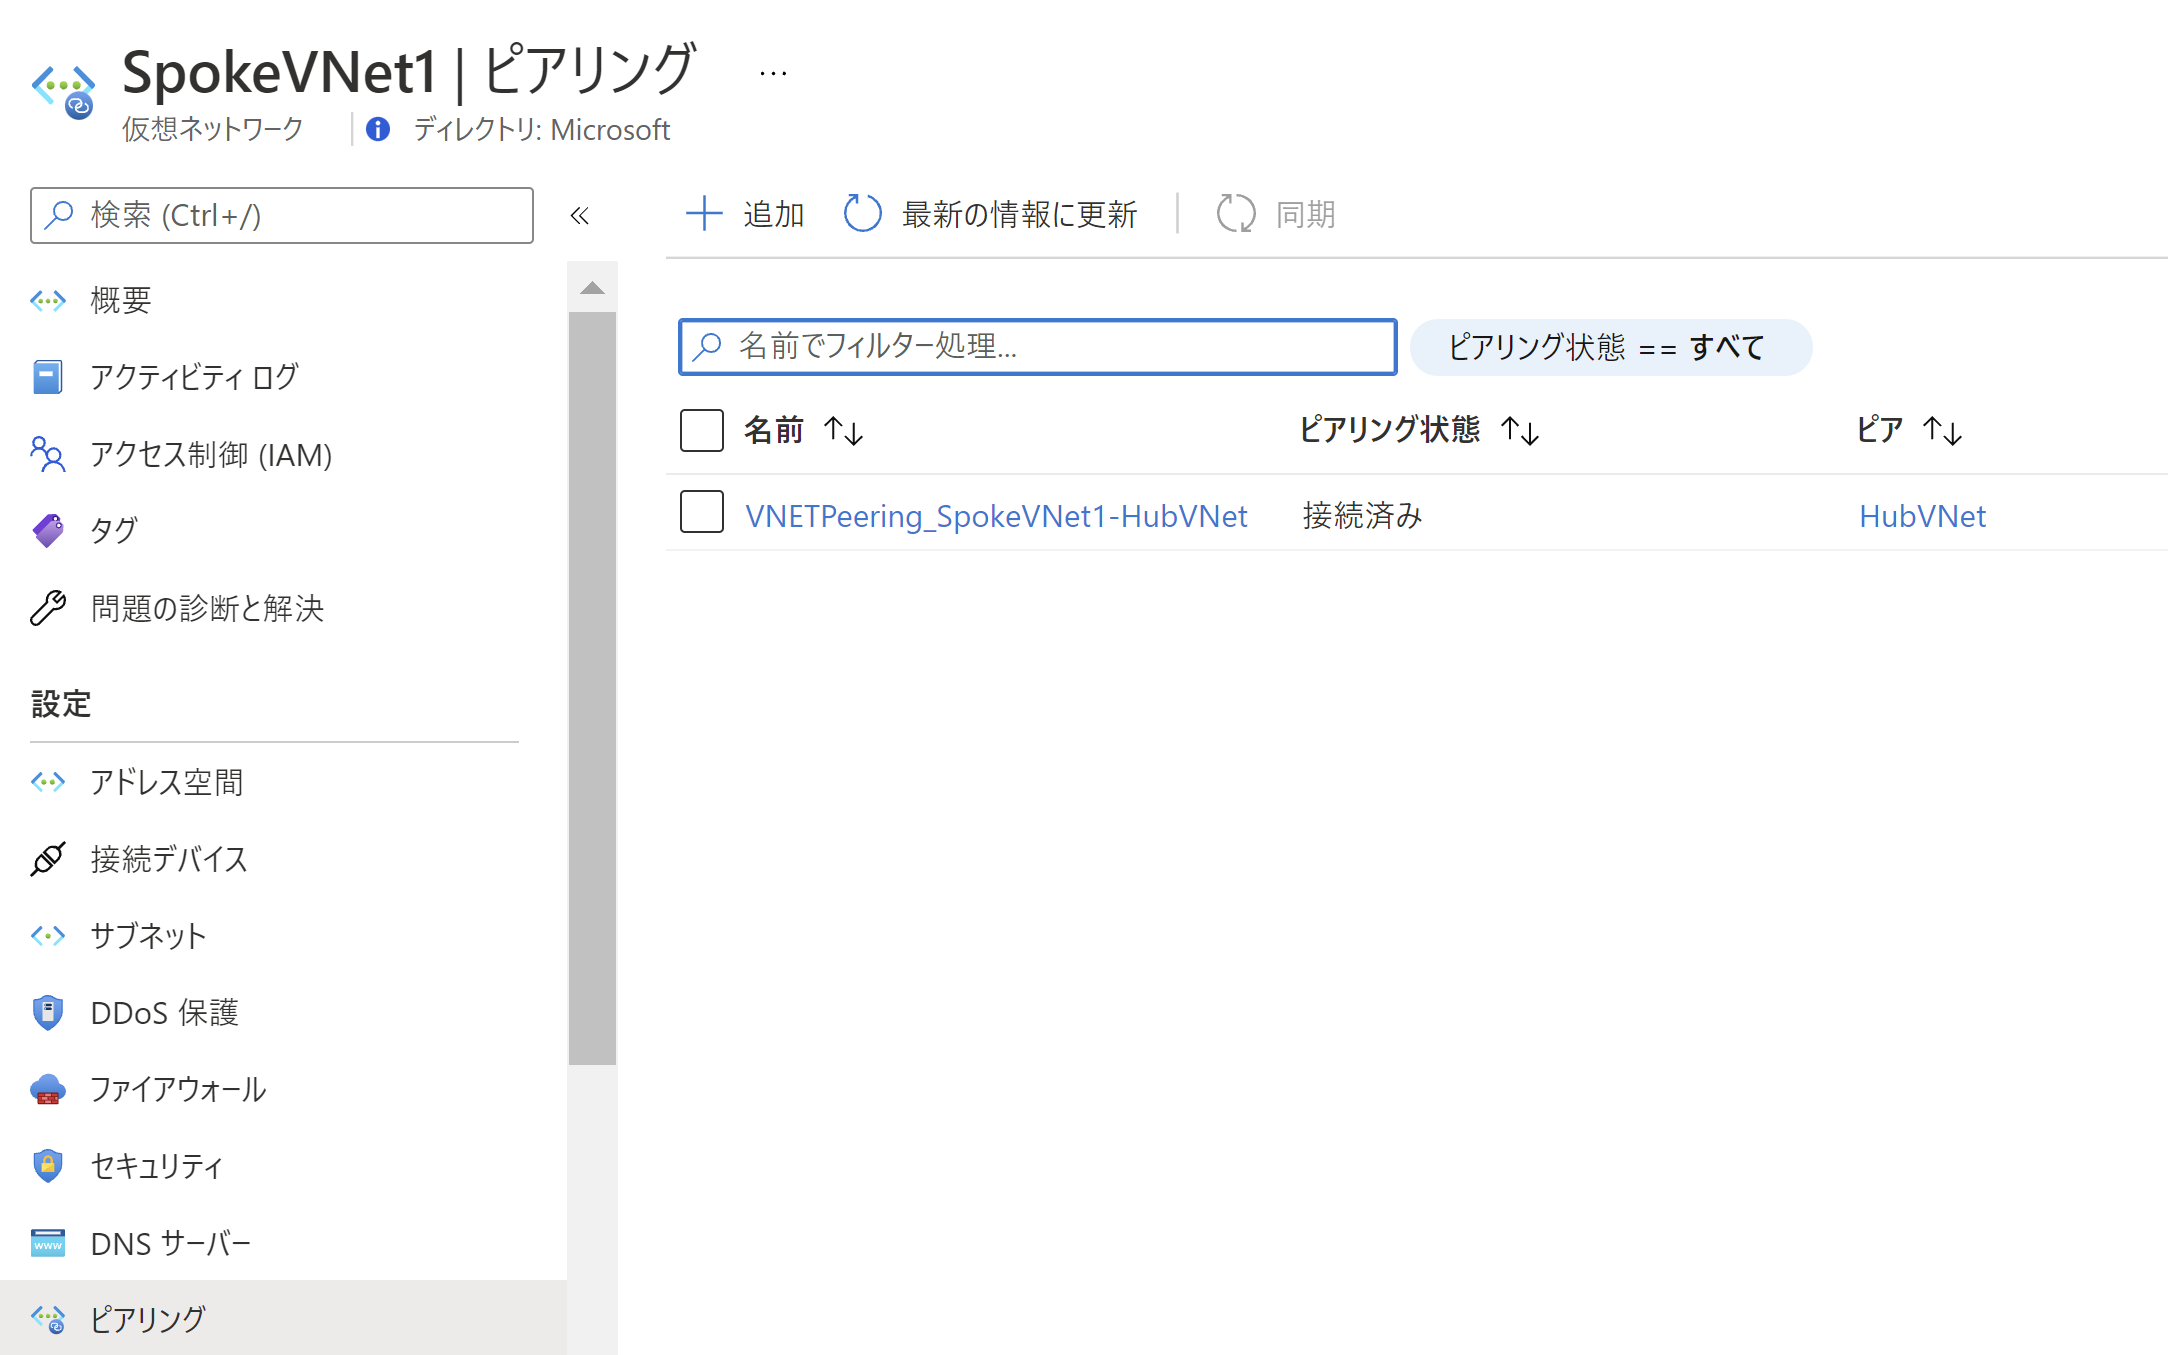 SpokeVNet1 | ピアリング ...
仮想ネットワーク | ディレクトリ: Microsoft
検索 (Ctrl+/)
«
概要
アクティビティ ログ
アクセス制御 (IAM)
タグ
問題の診断と解決
設定
アドレス空間
接続デバイス
サブネット
DDoS 保護
ファイアウォール
セキュリティ
www
DNS サーバー
ピアリング
追加 最新の情報に更新 | 同期
名前でフィルター処理... ピアリング状態 == すべて
名前 ↑↓ ピアリング状態 ↑↓ ピア ↑↓
VNETPeering_SpokeVNet1-HubVNet 接続済み HubVNet